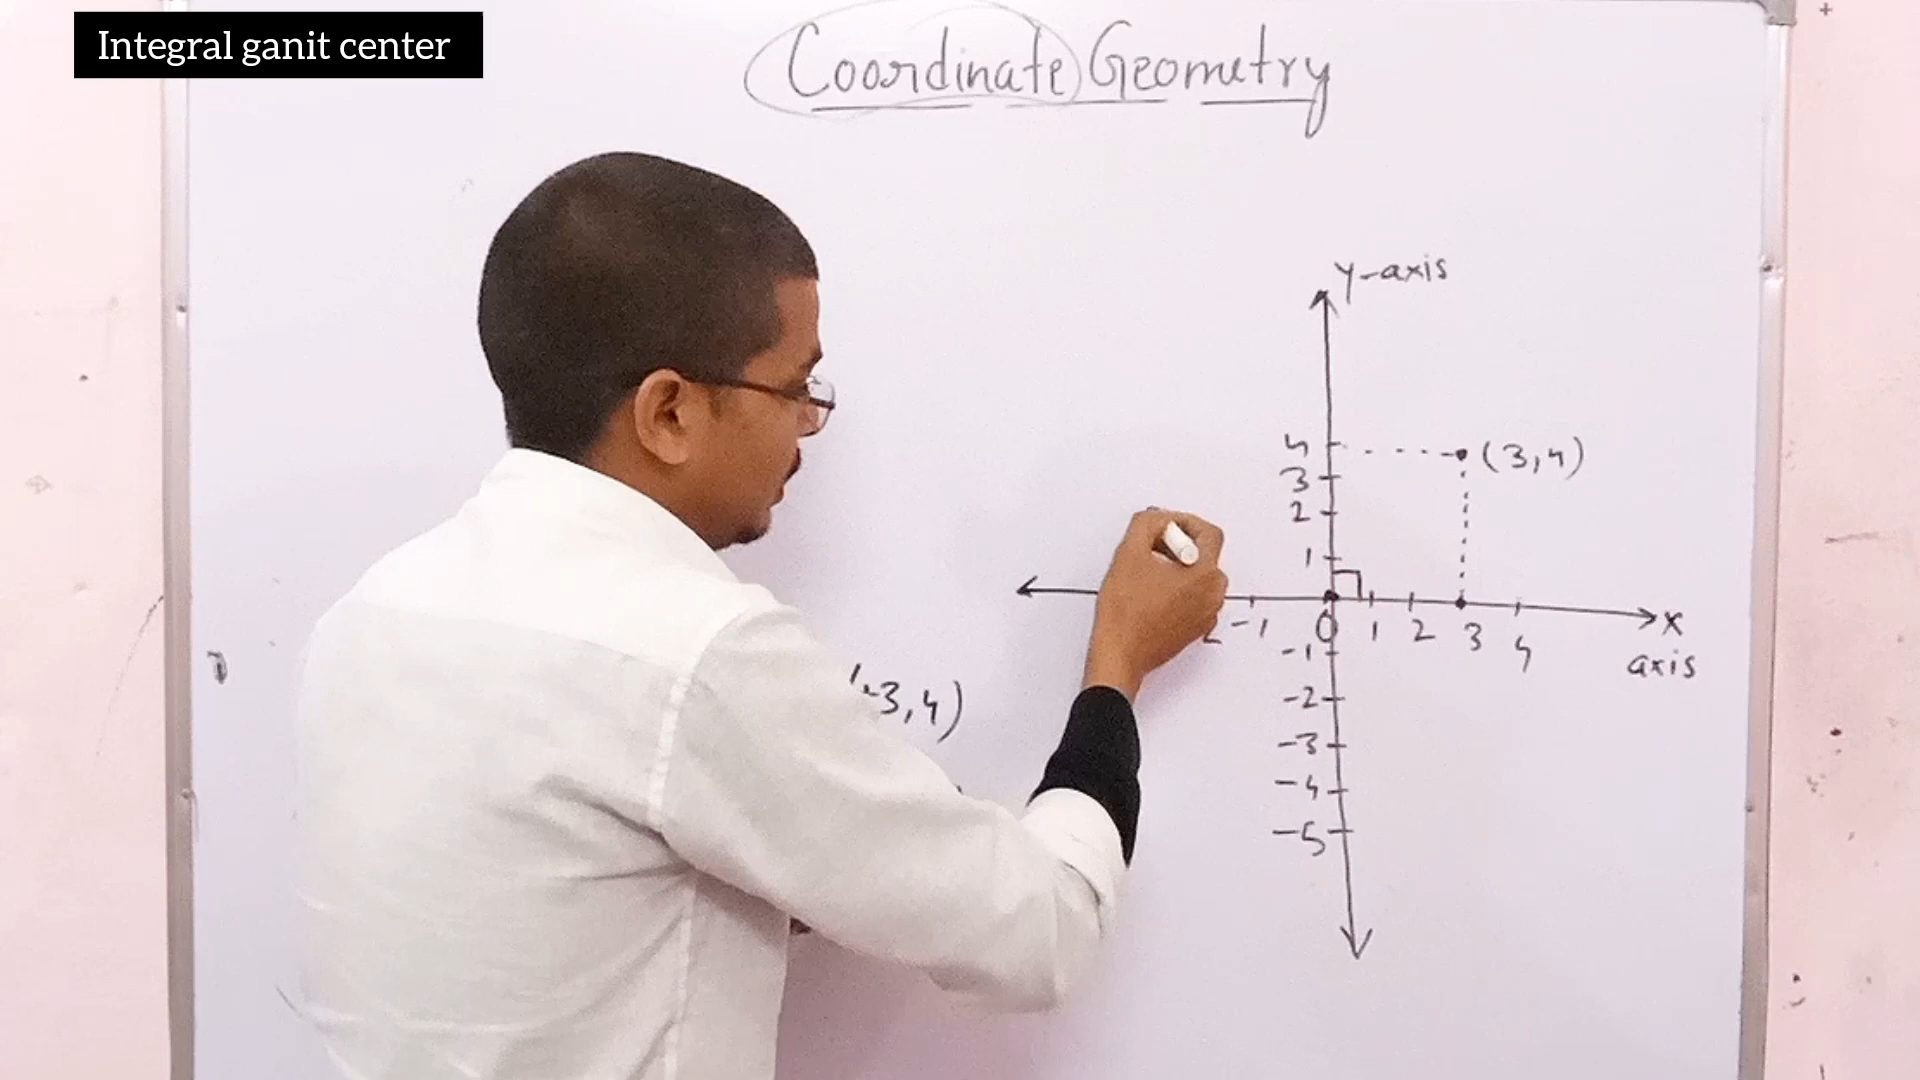 Integral ganit center
Coordinate Geometry
y-axis
4
(3,4)
3
2
1
-1 0 1 2 3 4 x
axis
-1
-2
-3
-4
-5
3,4)